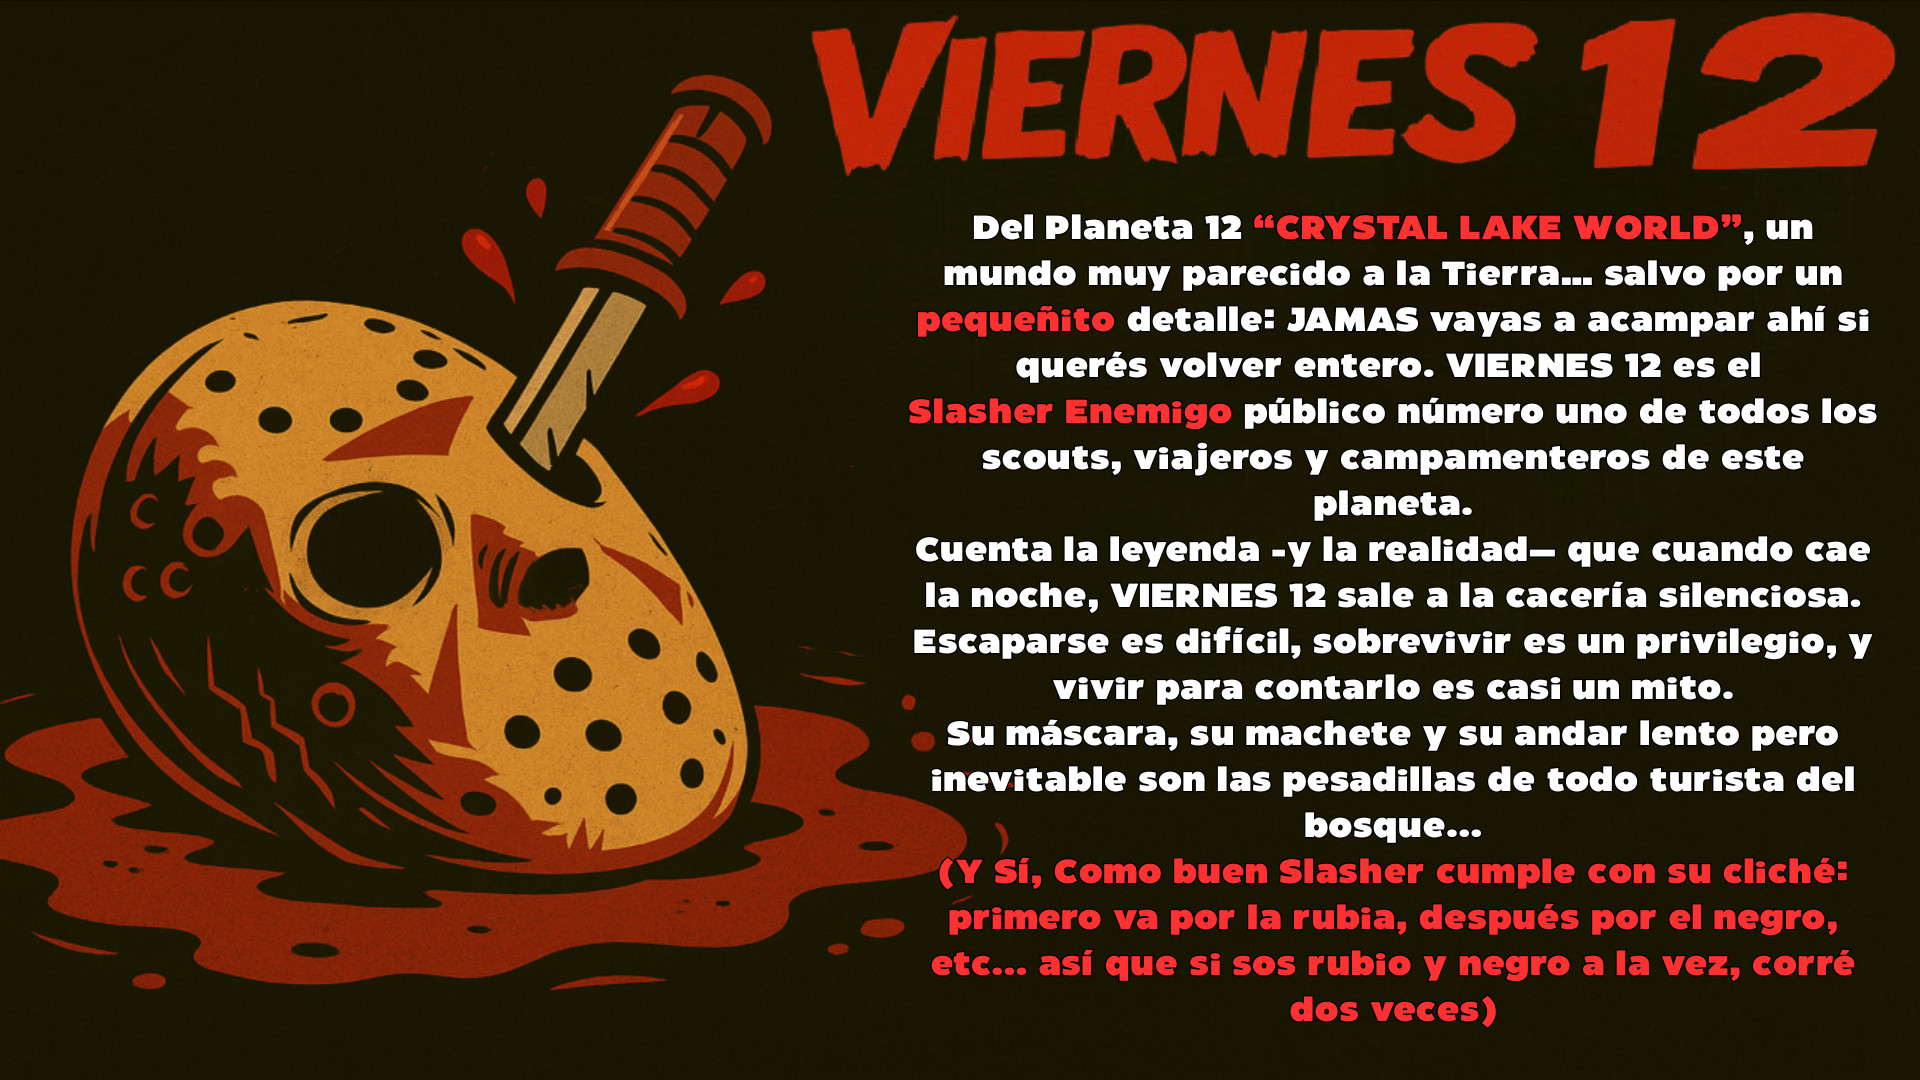 VIERNES 12
Del Planeta 12 “CRYSTAL LAKE WORLD”, un
mundo muy parecido a la Tierra... salvo por un
pequeñito detalle: JAMAS vayas a acampar ahí si
querés volver entero. VIERNES 12 es el
Slasher Enemigo público número uno de todos los
scouts, viajeros y campamenteros de este
planeta.
Cuenta la leyenda -y la realidad— que cuando cae
la noche, VIERNES 12 sale a la cacería silenciosa.
Escaparse es difícil, sobrevivir es un privilegio, y
vivir para contarlo es casi un mito.
Su máscara, su machete y su andar lento pero
inevitable son las pesadillas de todo turista del
bosque...
(Y Sí, Como buen Slasher cumple con su cliché:
primero va por la rubia, después por el negro,
etc... así que si sos rubio y negro a la vez, corré
dos veces)